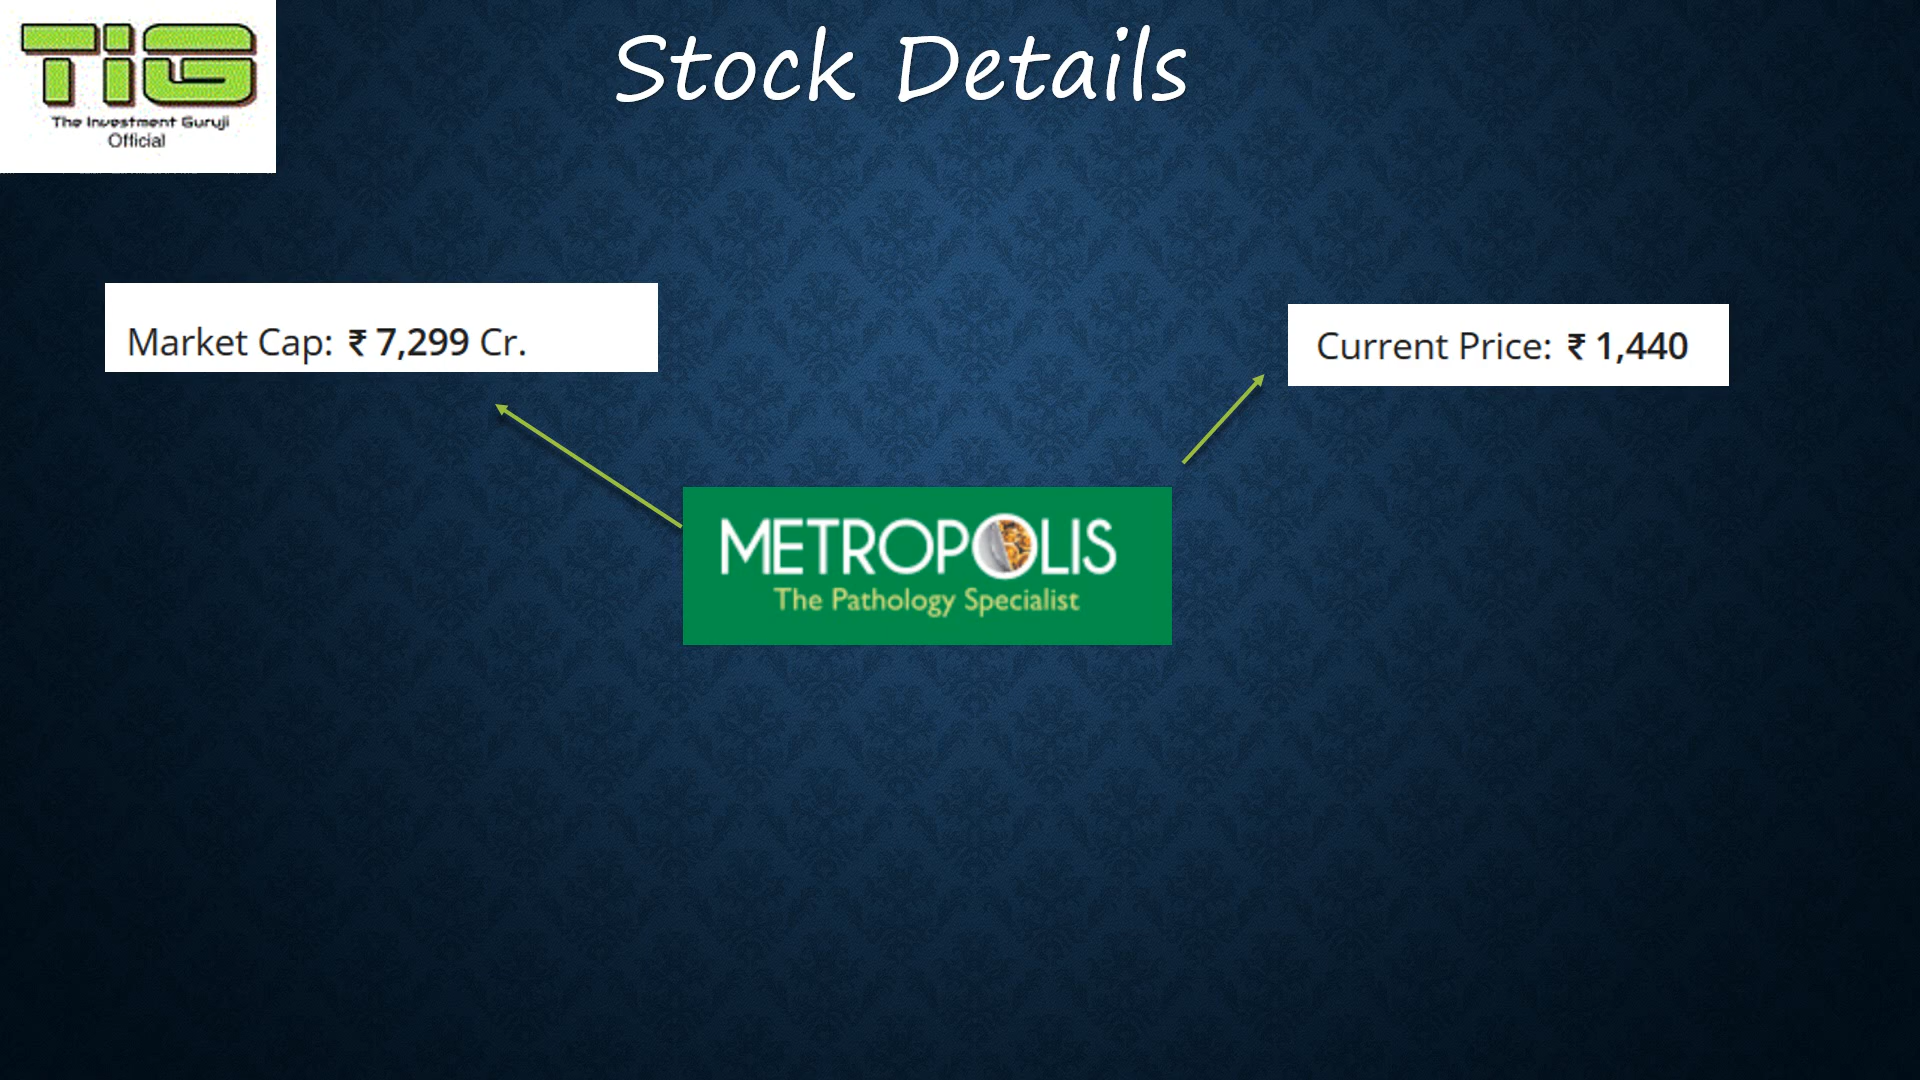 TiG
The Investment Guruji
Official
Stock Details
Market Cap: ₹ 7,299 Cr.
Current Price: ₹ 1,440
METROPOLIS
The Pathology Specialist